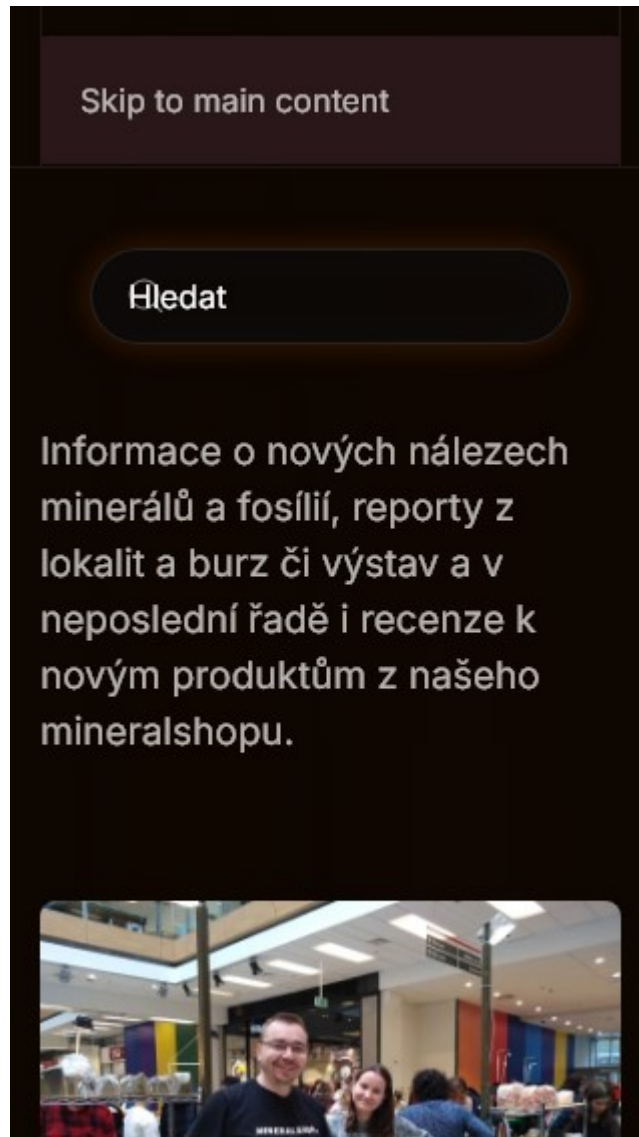 Skip to main content
Hledat
Informace o nových nálezech
minerálů a fosílií, reporty z
lokalit a burz či výstav a v
neposlední řadě i recenze k
novým produktům z našeho
mineralshopu.